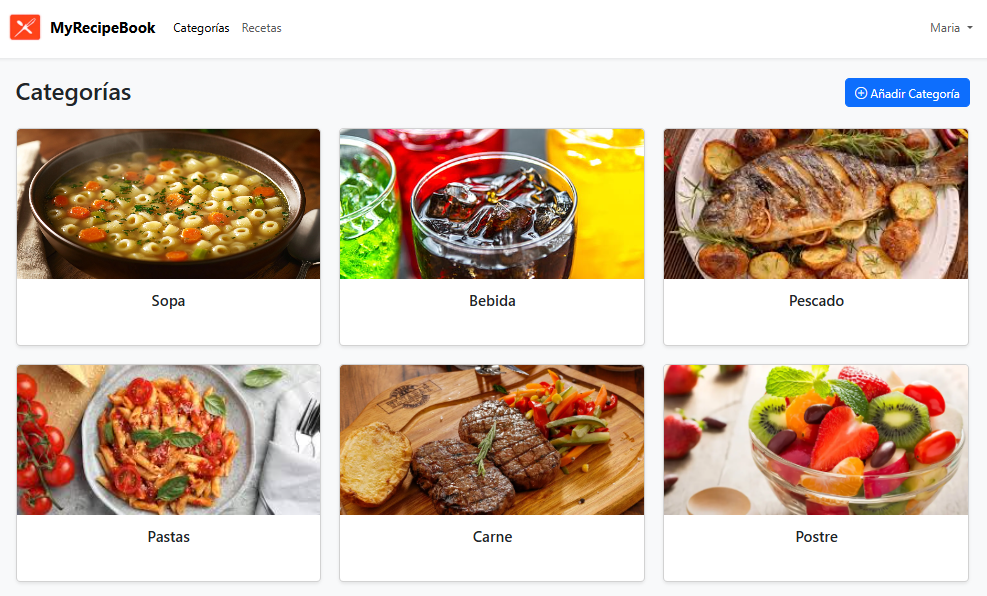 MyRecipeBook Categorías Recetas Maria
Categorías
Añadir Categoría
Sopa
Bebida
Pescado
Pastas
Carne
Postre